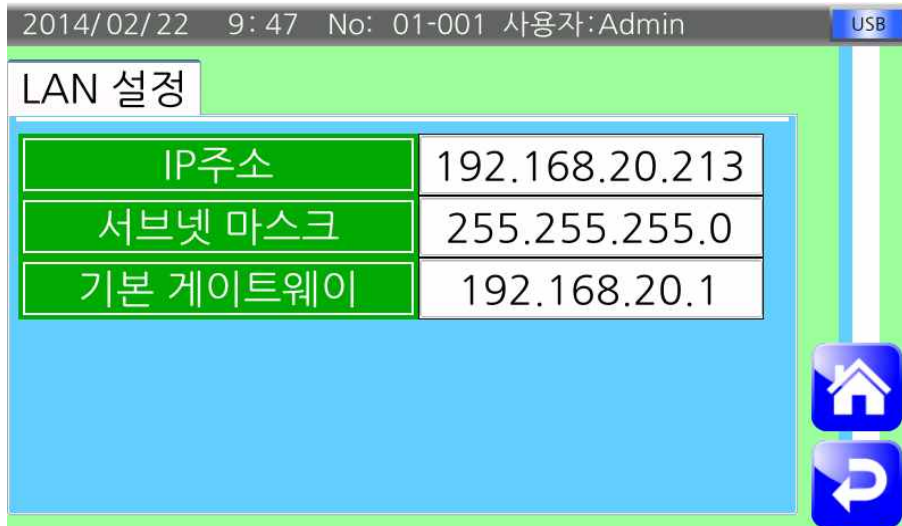 2014/02/22 9:47 No: 01-001 사용자:Admin USB
LAN 설정
IP주소 192.168.20.213
서브넷 마스크 255.255.255.0
기본 게이트웨이 192.168.20.1